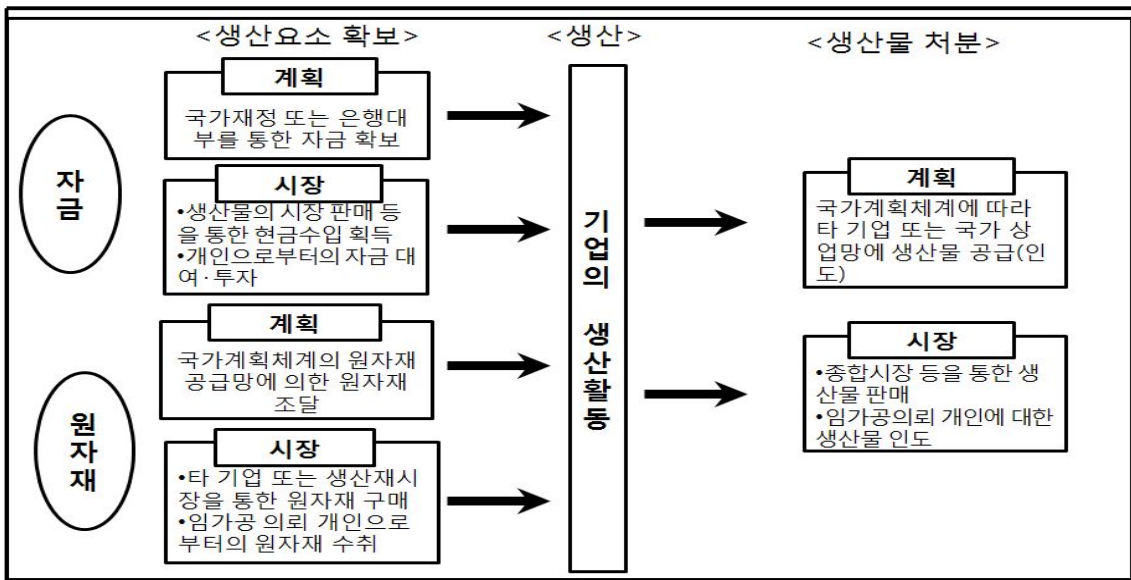 <생산요소 확보>
<생산>
<생산물 처분>
자
금
계획
국가재정 또는 은행대
부를 통한 자금 확보
시장
•생산물의 시장 판매 등
을 통한 현금수입 획득
•개인으로부터의 자금 대
여·투자
원
자
재
계획
국가계획체계의 원자재
공급망에 의한 원자재
조달
시장
•타 기업 또는 생산재시
장을 통한 원자재 구매
•임가공 의뢰 개인으로
부터의 원자재 수취
기
업
의
생
산
활
동
계획
국가계획체계에 따라
타 기업 또는 국가 상
업망에 생산물 공급(인
도)
시장
•종합시장 등을 통한 생
산물 판매
•임가공의뢰 개인에 대한
생산물 인도